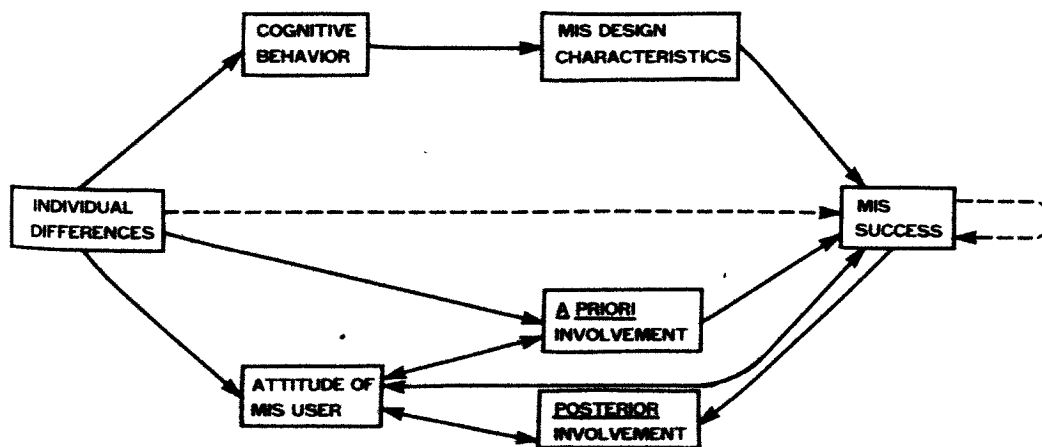 COGNITIVE
BEHAVIOR
MIS DESIGN
CHARACTERISTICS
INDIVIDUAL
DIFFERENCES
MIS
SUCCESS
A PRIORI
INVOLVEMENT
ATTITUDE OF
MIS USER
POSTERIOR
INVOLVEMENT